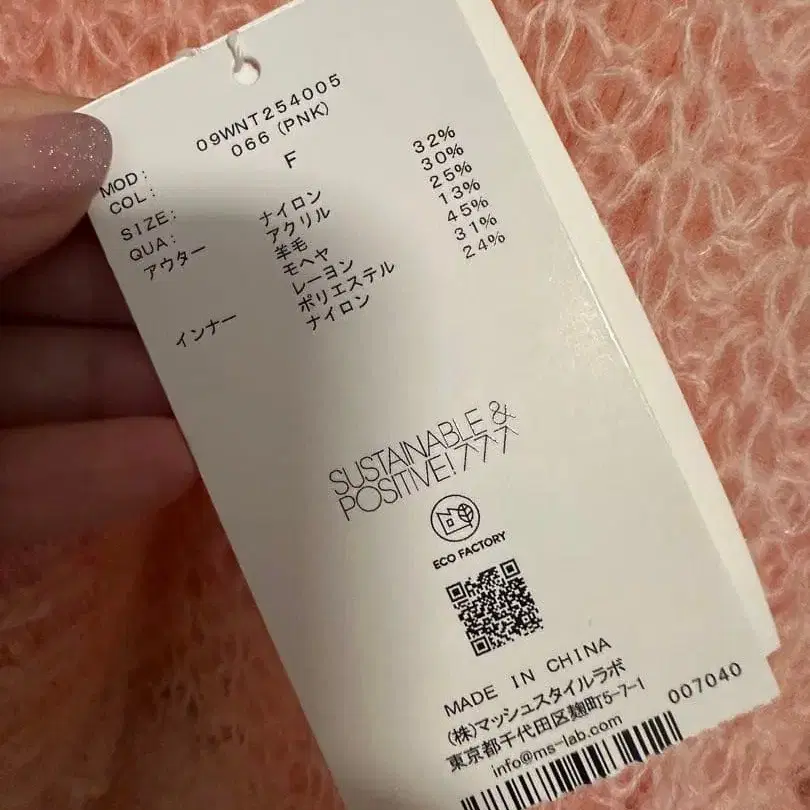 MOD: 09WNT254005
COL: 066 (PNK)
SIZE: F
QUA:
アウター ナイロン 32%
アクリル 30%
羊毛 25%
モヘヤ 13%
インナー レーヨン 45%
ポリエステル 31%
ナイロン 24%
SUSTAINABLE &
POSITIVE! 777
ECO FACTORY
MADE IN CHINA
(株)マッシュスタイルラボ
東京都千代田区麹町5-7-1
info@ms-lab.com
007040